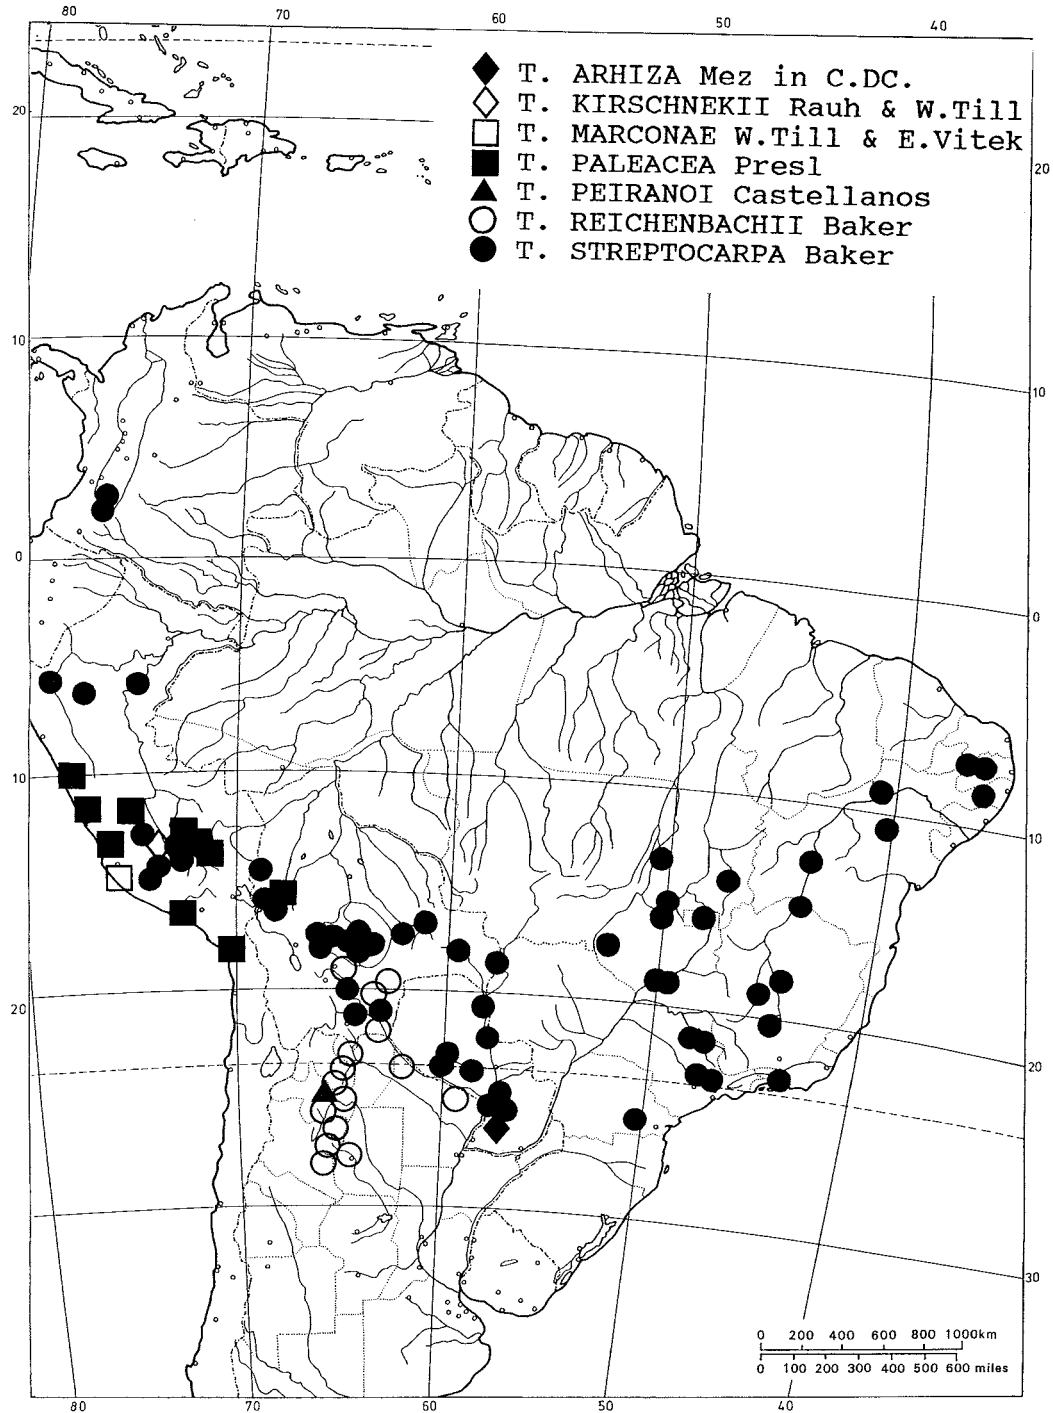 80 70 60 50 40
T. ARHIZA Mez in C.DC.
T. KIRSCHNEKII Rauh & W.Till
T. MARCONAE W.Till & E.Vitek
T. PALEACEA Presl
T. PEIRANOI Castellanos
T. REICHENBACHII Baker
T. STREPTOCARPA Baker
20 20
10 10
0 0
10 10
20 20
30
0 200 400 600 800 1000km
0 100 200 300 400 500 600 miles
80 70 60 50 40